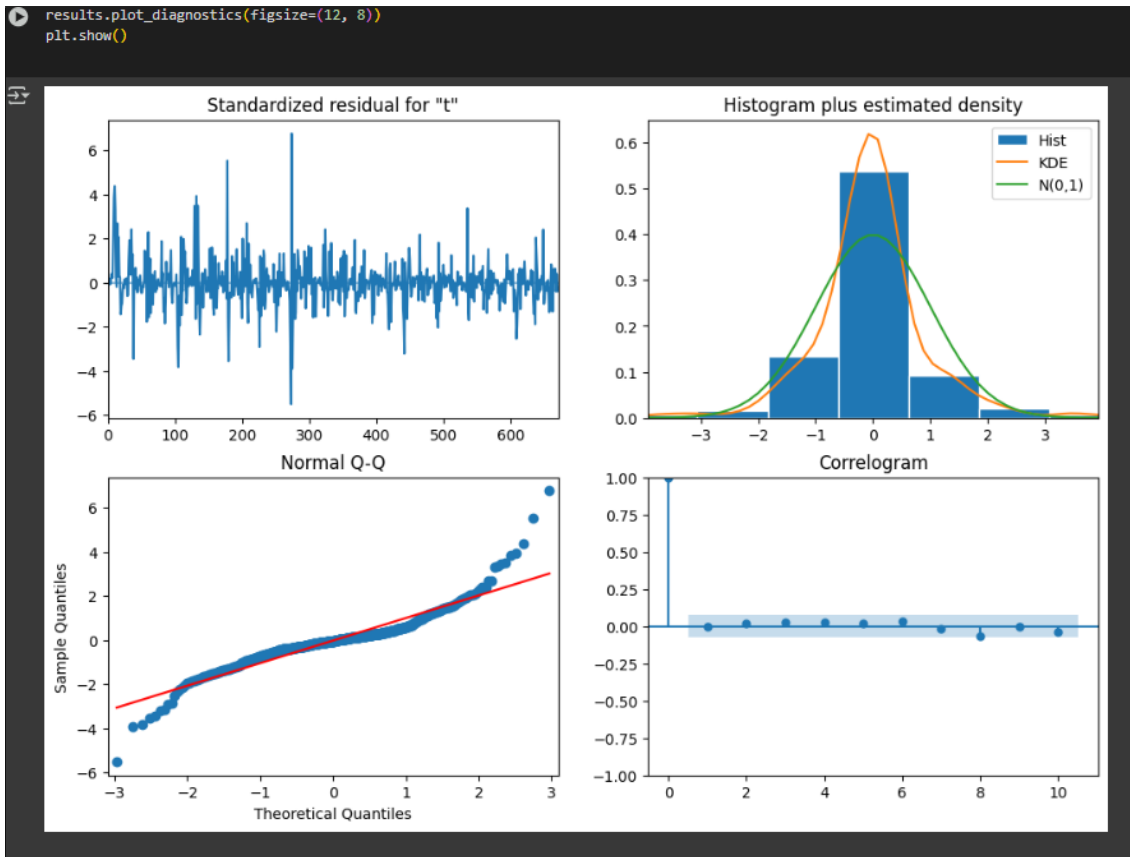 results.plot_diagnostics(figsize=(12, 8))
plt.show()
Standardized residual for "t"
6
4
2
0
−2
−4
−6
0 100 200 300 400 500 600
Histogram plus estimated density
Hist
KDE
N(0,1)
0.6
0.5
0.4
0.3
0.2
0.1
0.0
−3 −2 −1 0 1 2 3
Normal Q-Q
Sample Quantiles
6
4
2
0
−2
−4
−6
−3 −2 −1 0 1 2 3
Theoretical Quantiles
Correlogram
1.00
0.75
0.50
0.25
0.00
−0.25
−0.50
−0.75
−1.00
0 2 4 6 8 10